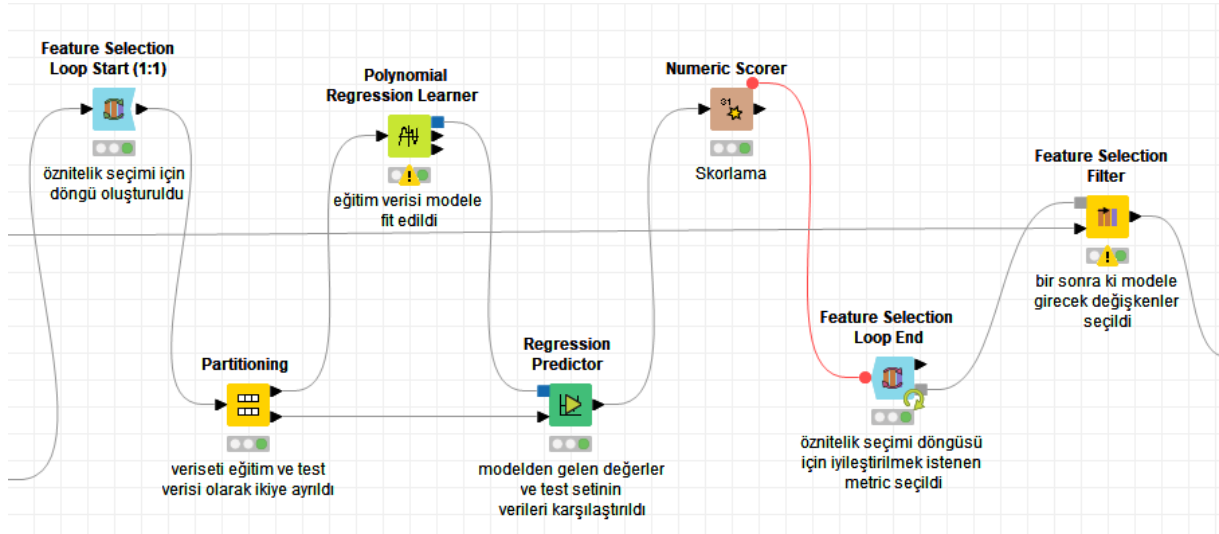 Feature Selection
Loop Start (1:1)
öznitelik seçimi için
döngü oluşturuldu
Polynomial
Regression Learner
eğitim verisi modele
fit edildi
Numeric Scorer
31
Skorlama
Feature Selection
Filter
bir sonra ki modele
girecek değişkenler
seçildi
Partitioning
veriseti eğitim ve test
verisi olarak ikiye ayrıldı
Regression
Predictor
modelden gelen değerler
ve test setinin
verileri karşılaştırıldı
Feature Selection
Loop End
öznitelik seçimi döngüsü
için iyileştirilmek istenen
metric seçildi